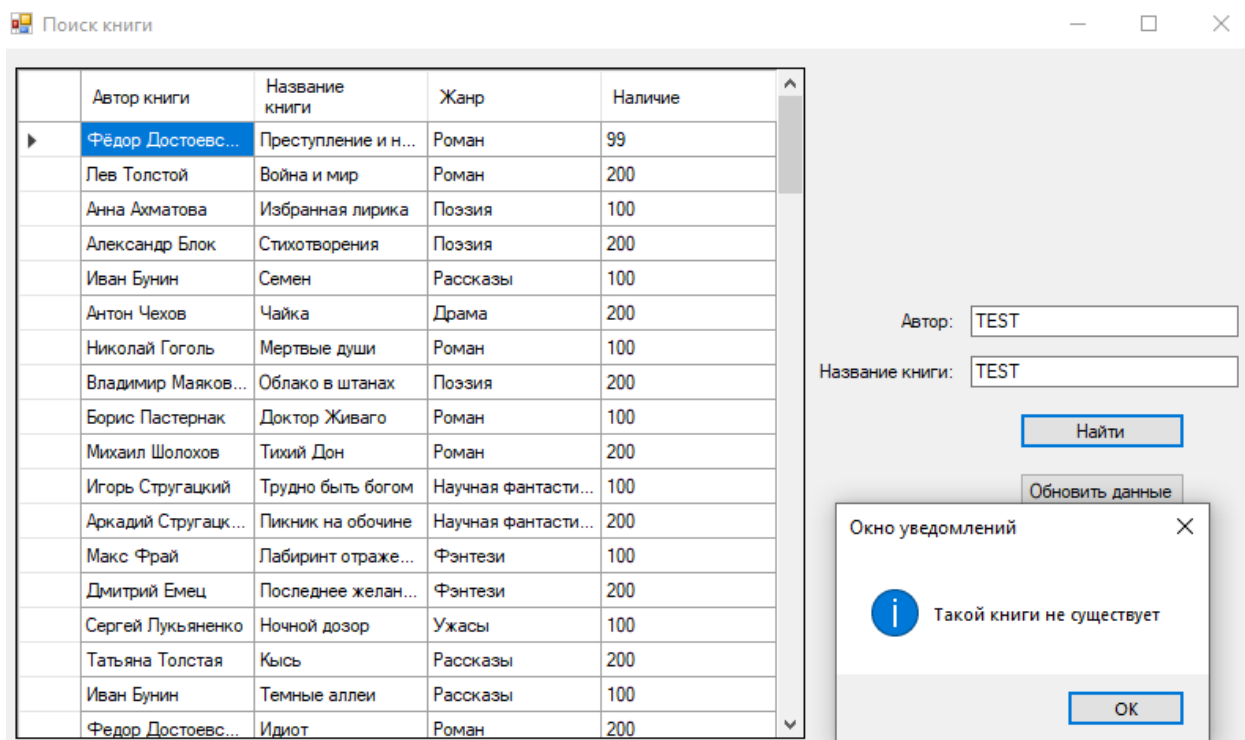 Поиск книги
Автор книги Название книги Жанр Наличие
Фёдор Достоевс... Преступление и н... Роман 99
Лев Толстой Война и мир Роман 200
Анна Ахматова Избранная лирика Поэзия 100
Александр Блок Стихотворения Поэзия 200
Иван Бунин Семен Рассказы 100
Антон Чехов Чайка Драма 200
Николай Гоголь Мертвые души Роман 100
Владимир Маяков... Облако в штанах Поэзия 200
Борис Пастернак Доктор Живаго Роман 100
Михаил Шолохов Тихий Дон Роман 200
Игорь Стругацкий Трудно быть богом Научная фантасти... 100
Аркадий Стругацк... Пикник на обочине Научная фантасти... 200
Макс Фрай Лабиринт отраже... Фэнтези 100
Дмитрий Емец Последнее желан... Фэнтези 200
Сергей Лукьяненко Ночной дозор Ужасы 100
Татьяна Толстая Кысь Рассказы 200
Иван Бунин Темные аллеи Рассказы 100
Федор Достоевс... Идиот Роман 200
Автор: TEST
Название книги: TEST
Найти
Обновить данные
Окно уведомлений
Такой книги не существует
ОК